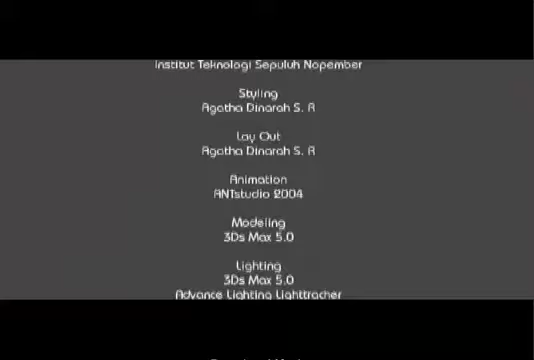 Institut Teknologi Sepuluh Nopember
Styling
Agatha Dinarah S. A
Lay Out
Agatha Dinarah S. A
Animation
ANTstudio 2004
Modeling
3Ds Max 5.0
Lighting
3Ds Max 5.0
Advance Lighting Lighttracher